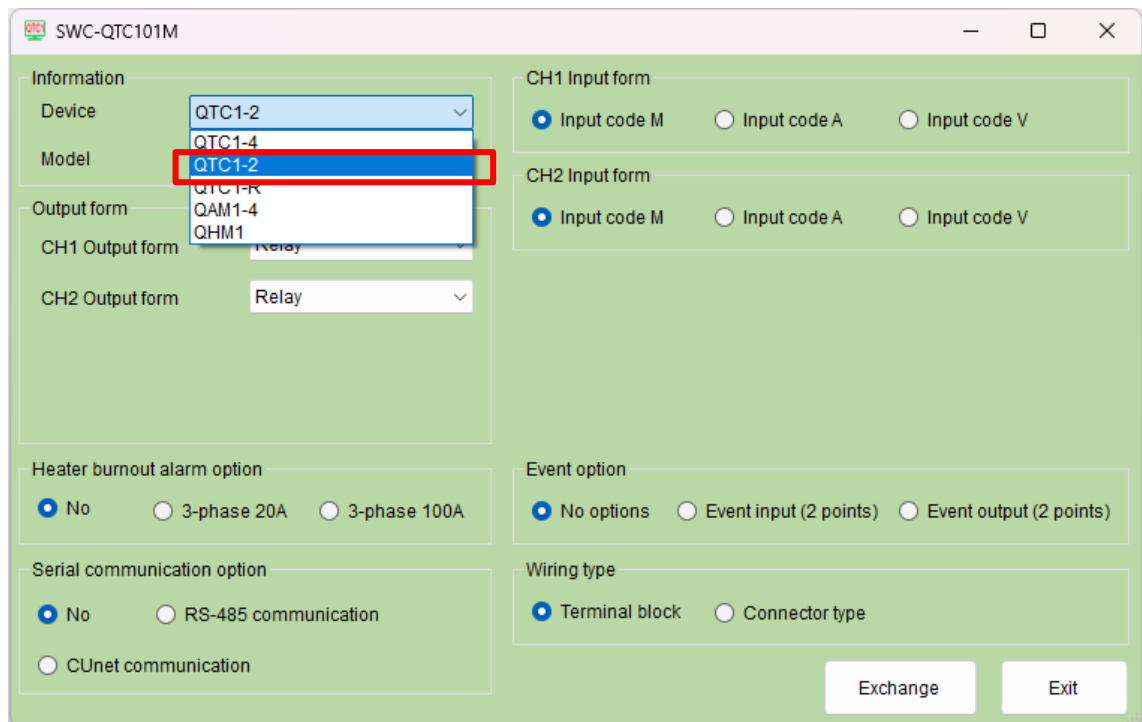 SWC-QTC101M
Information
Device
QTC1-2
QTC1-4
QTC1-2
QTC1-R
QAM1-4
QHM1
Model
Output form
CH1 Output form
Relay
CH2 Output form
Relay
CH1 Input form
Input code M
Input code A
Input code V
CH2 Input form
Input code M
Input code A
Input code V
Heater burnout alarm option
No
3-phase 20A
3-phase 100A
Event option
No options
Event input (2 points)
Event output (2 points)
Serial communication option
No
RS-485 communication
CUnet communication
Wiring type
Terminal block
Connector type
Exchange
Exit